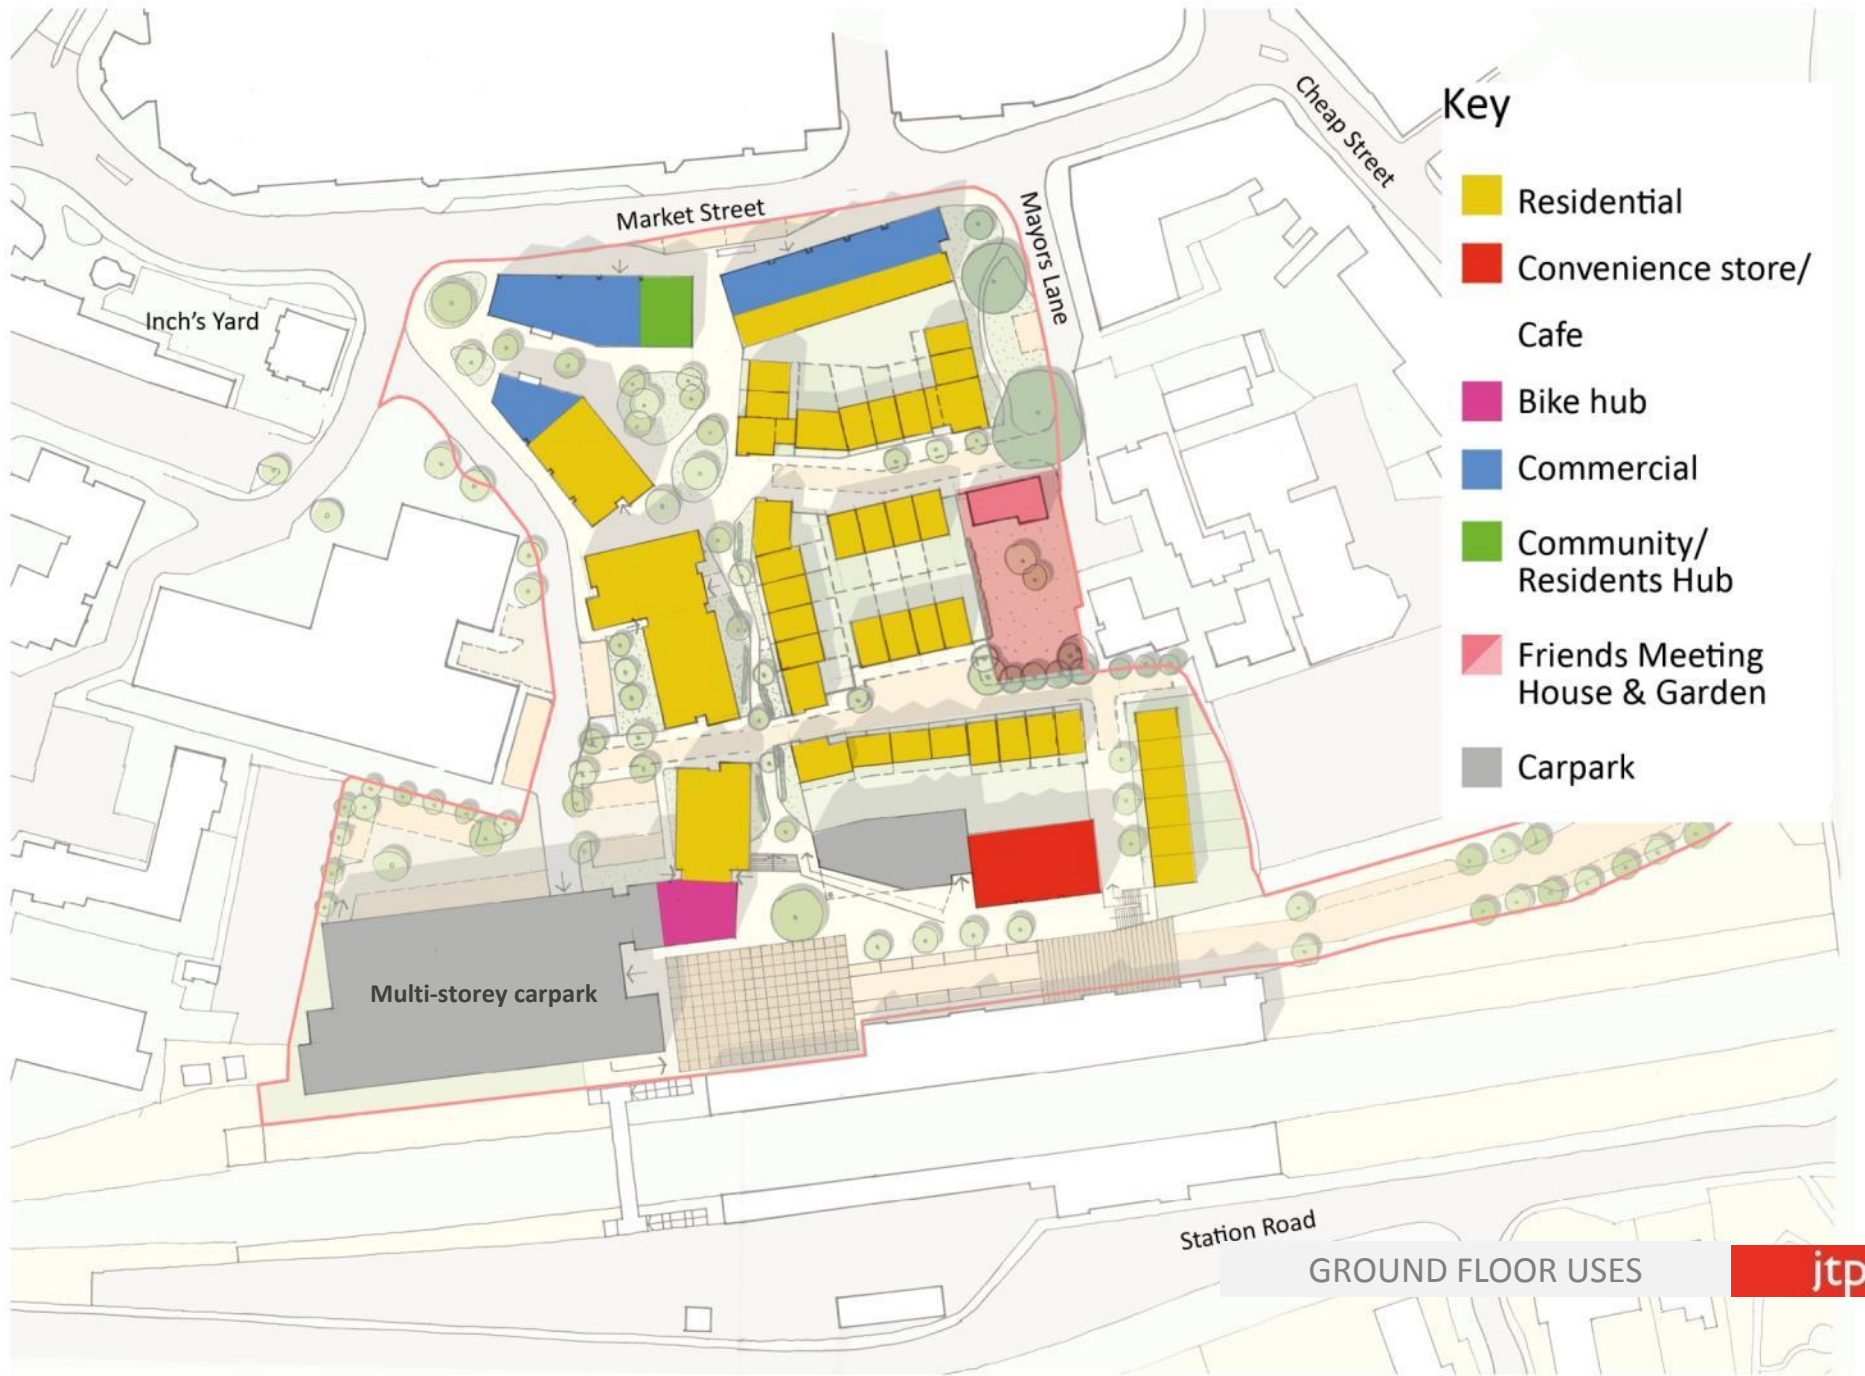 Market Street
Mayors Lane
Cheap Street
Inch's Yard
Multi-storey carpark
Station Road
Key
Residential
Convenience store/
Cafe
Bike hub
Commercial
Community/
Residents Hub
Friends Meeting
House & Garden
Carpark
GROUND FLOOR USES
jtp